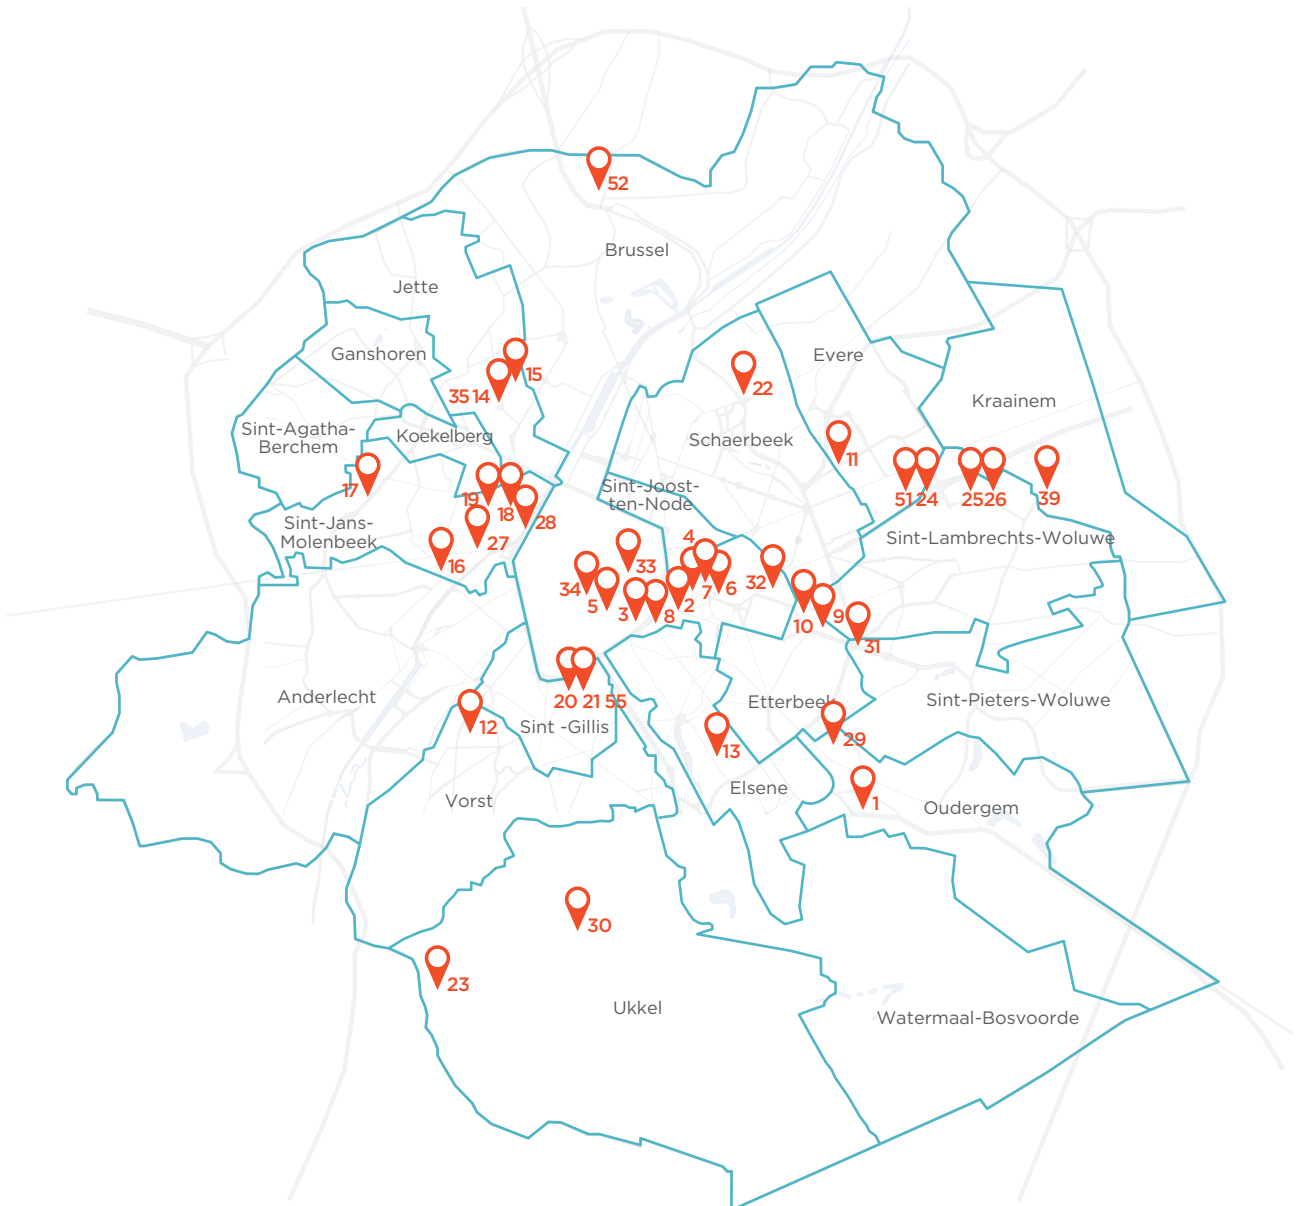 52
Brussel
Jette
Ganshoren
15
35 14
22
Evere
Kraainem
Sint-Agatha-
Berchem
Koekelberg
Schaerbeek
11
17
19
18
28
Sint-Joost-
ten-Node
51 24
25 26
39
Sint-Jans-
Molenbeek
27
16
Sint-Lambrechts-Woluwe
4
33
34
5
3
8
2
7
6
32
10
9
31
Anderlecht
12
20
21 55
Sint -Gillis
Etterbeek
Sint-Pieters-Woluwe
13
29
Vorst
Elsene
1
Oudergem
30
23
Ukkel
Watermaal-Bosvoorde